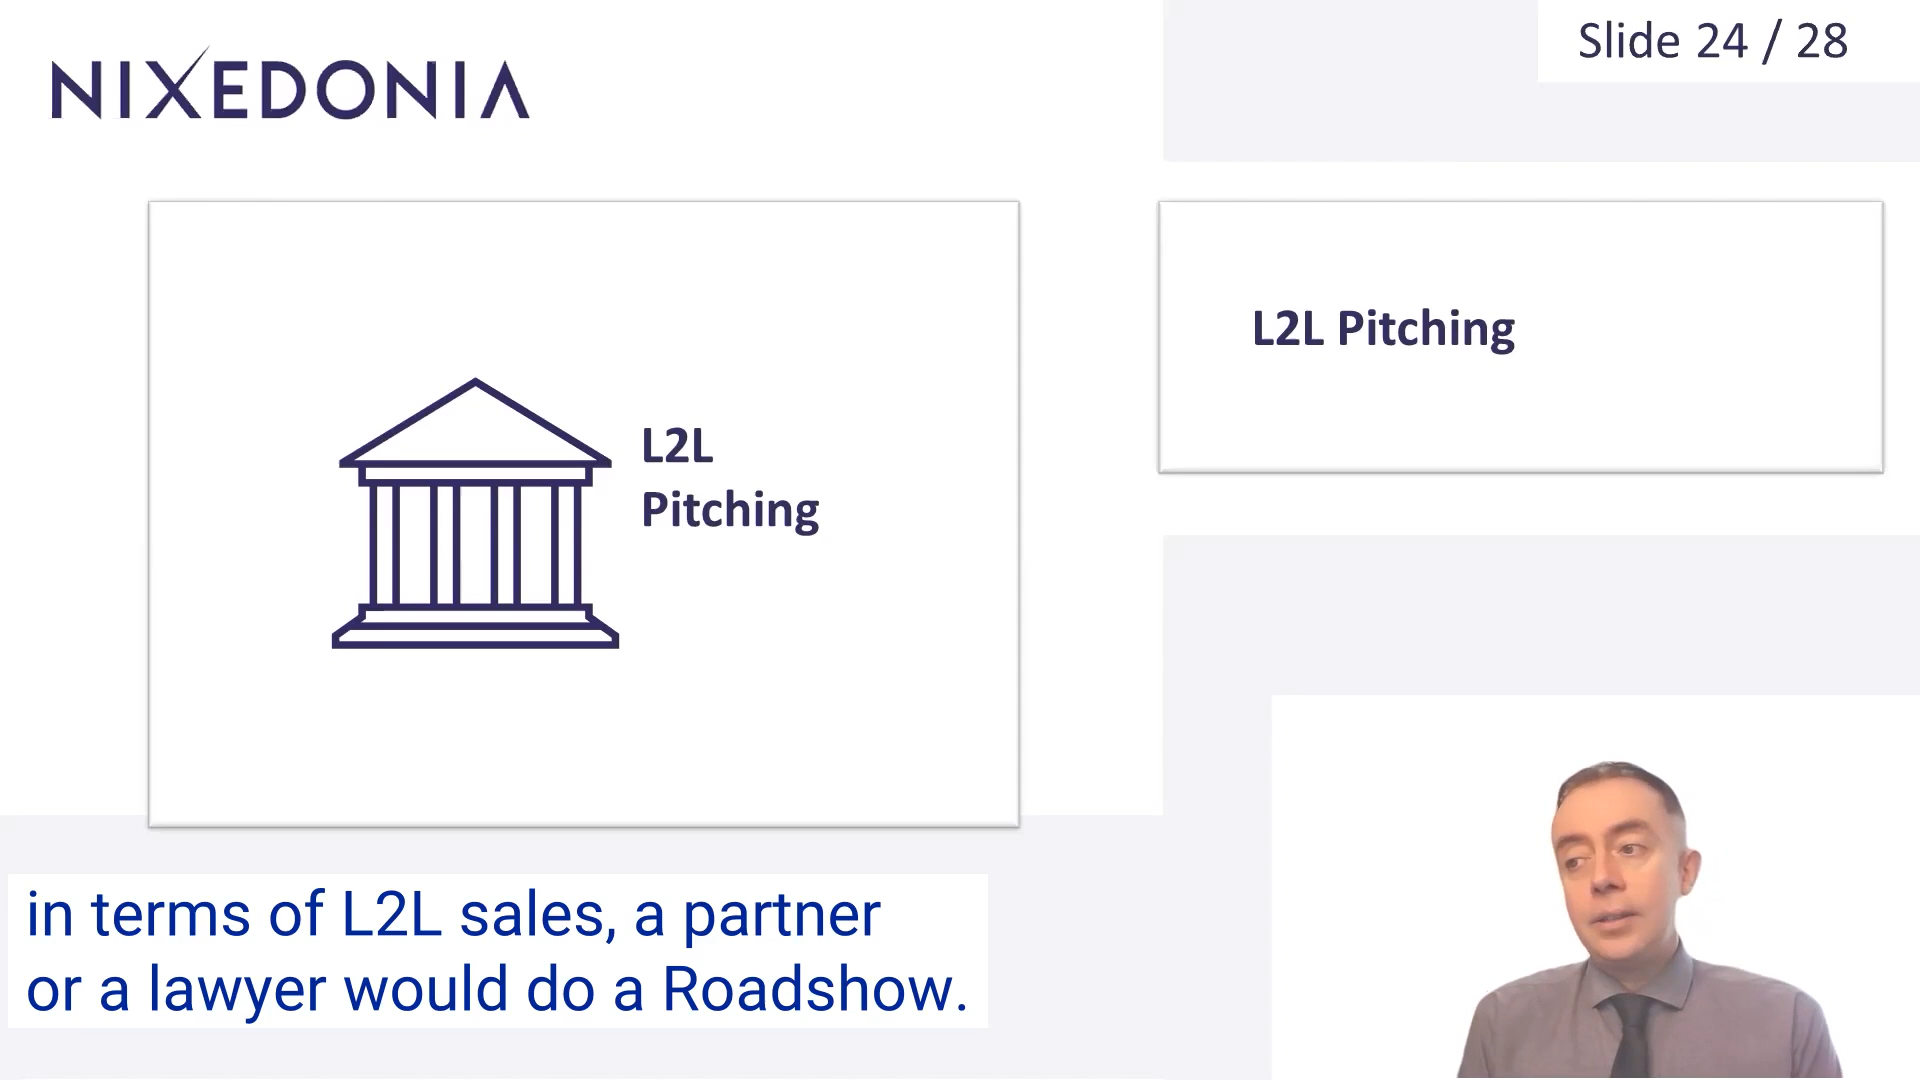 NIXEDONIA
Slide 24 / 28
L2L
Pitching
L2L Pitching
in terms of L2L sales, a partner
or a lawyer would do a Roadshow.